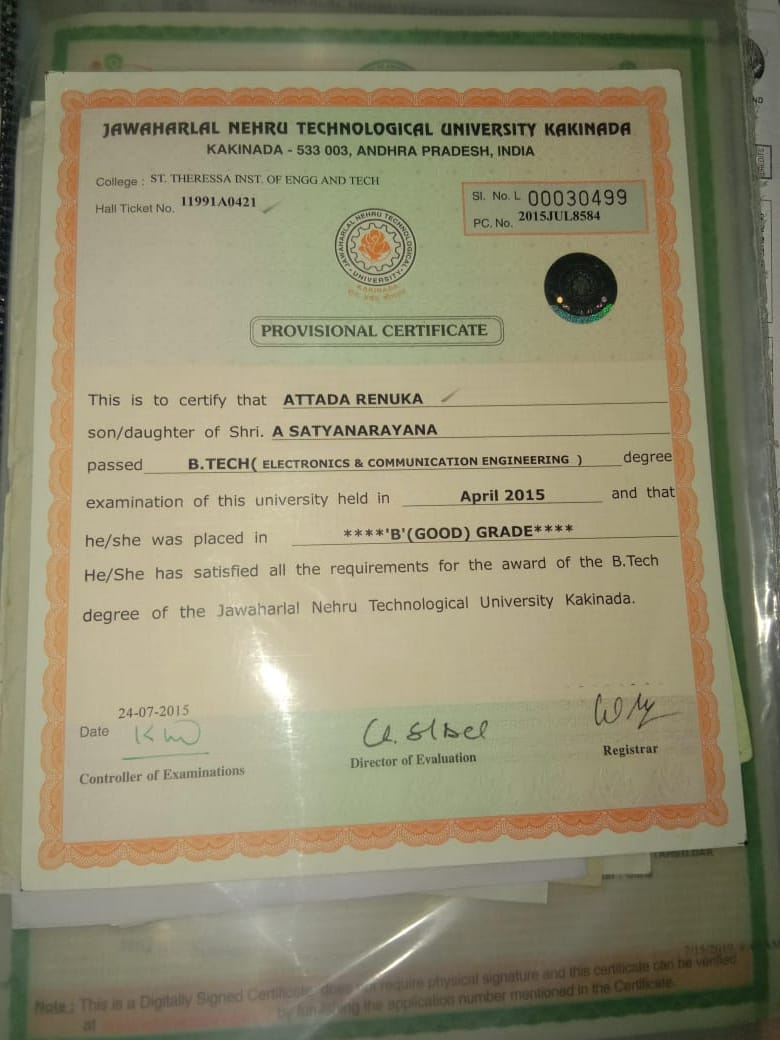 JAWAHARLAL NEHRU TECHNOLOGICAL UNIVERSITY KAKINADA
KAKINADA - 533 003, ANDHRA PRADESH, INDIA
College : ST. THERESSA INST. OF ENGG AND TECH
Hall Ticket No. 11991A0421
Sl. No. L 00030499
PC. No. 2015JUL8584
JAWAHARLAL NEHRU TECHNOLOGICAL
UNIVERSITY
KAKINADA
PROVISIONAL CERTIFICATE
This is to certify that ATTADA RENUKA
son/daughter of Shri. A SATYANARAYANA
passed B.TECH( ELECTRONICS & COMMUNICATION ENGINEERING ) degree
examination of this university held in April 2015 and that
he/she was placed in ****'B'(GOOD) GRADE****
He/She has satisfied all the requirements for the award of the B.Tech
degree of the Jawaharlal Nehru Technological University Kakinada.
24-07-2015
Date
Controller of Examinations
Director of Evaluation
Registrar
7/15/2019
Note : This is a Digitally Signed Certificate, does not require physical signature and this certificate can be verified
at by furnishing the application number mentioned in the Certificate.